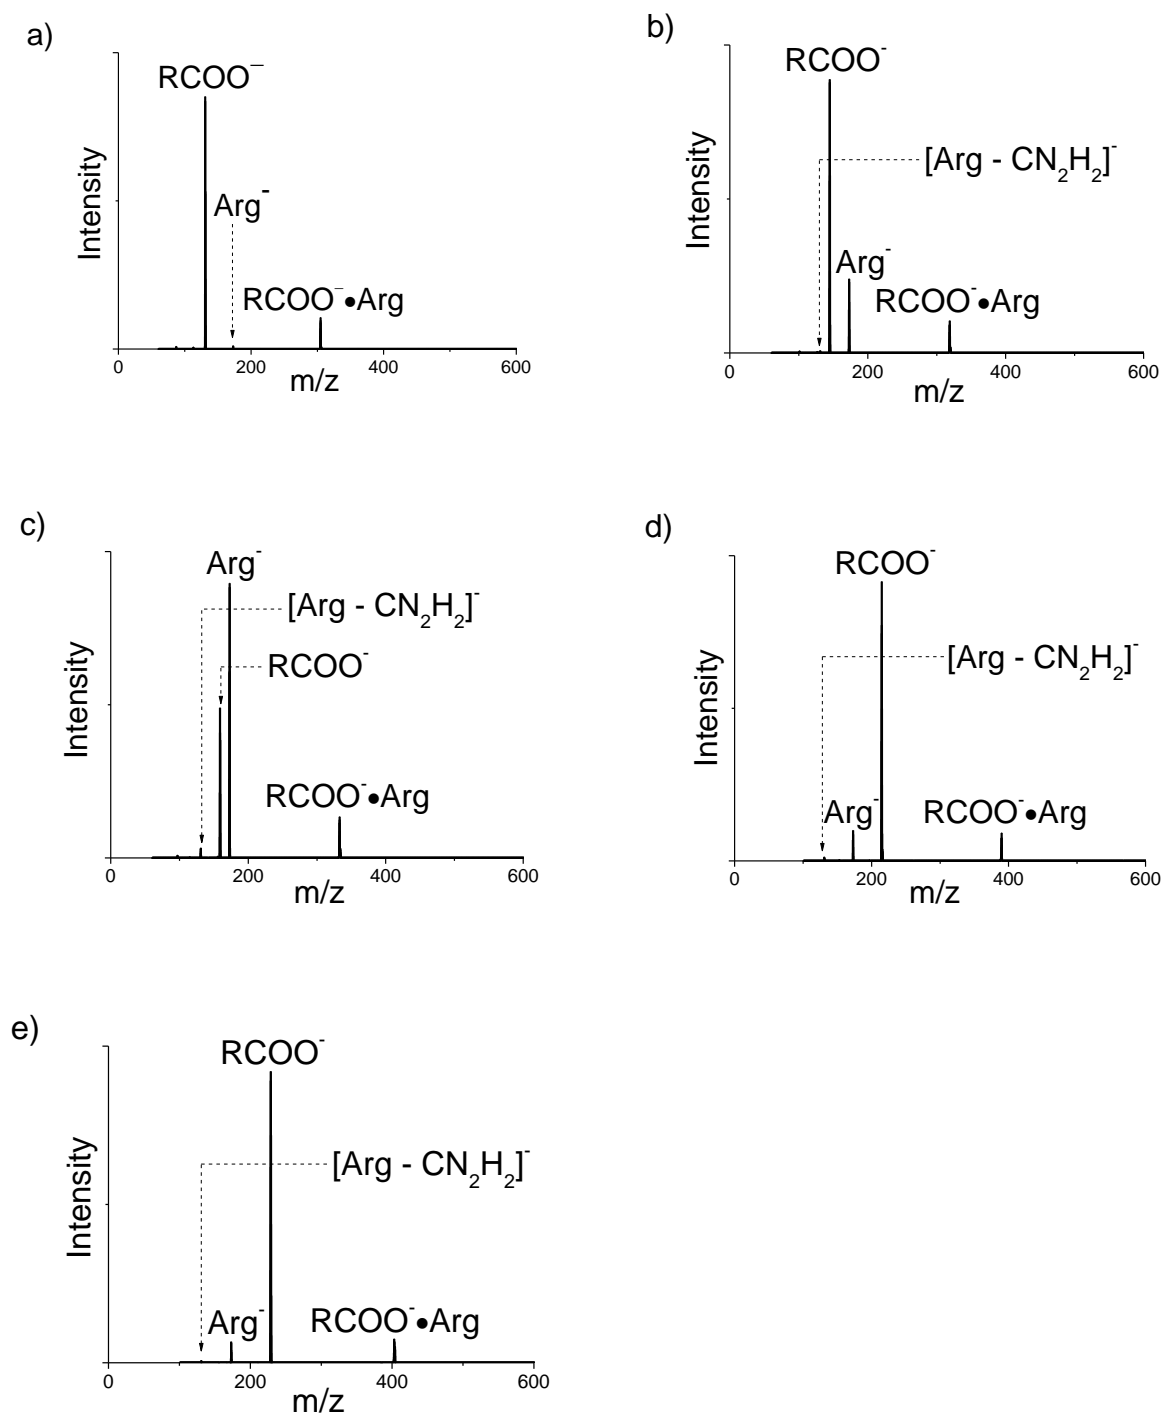 a)
RCOO⁻
Arg⁻
RCOO⁻•Arg
Intensity
0 200 400 600
m/z
b)
RCOO⁻
[Arg - CN₂H₂]⁻
Arg⁻
RCOO⁻•Arg
Intensity
0 200 400 600
m/z
c)
Arg⁻
[Arg - CN₂H₂]⁻
RCOO⁻
RCOO⁻•Arg
Intensity
0 200 400 600
m/z
d)
RCOO⁻
[Arg - CN₂H₂]⁻
Arg⁻
RCOO⁻•Arg
Intensity
0 200 400 600
m/z
e)
RCOO⁻
[Arg - CN₂H₂]⁻
Arg⁻
RCOO⁻•Arg
Intensity
0 200 400 600
m/z